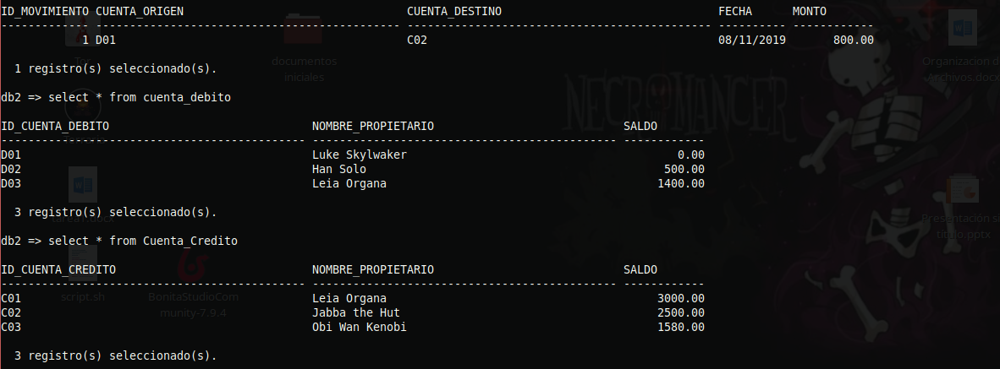 ID_MOVIMIENTO CUENTA_ORIGEN CUENTA_DESTINO FECHA MONTO
1 D01 C02 08/11/2019 800.00
1 registro(s) seleccionado(s).
db2 => select * from cuenta_debito
ID_CUENTA_DEBITO NOMBRE_PROPIETARIO SALDO
D01 Luke Skylwaker 0.00
D02 Han Solo 500.00
D03 Leia Organa 1400.00
3 registro(s) seleccionado(s).
db2 => select * from Cuenta_Credito
ID_CUENTA_CREDITO NOMBRE_PROPIETARIO SALDO
C01 Leia Organa 3000.00
C02 Jabba the Hut 2500.00
C03 Obi Wan Kenobi 1580.00
3 registro(s) seleccionado(s).
documentos
iniciales
NECROMANCER
Organizacion d
Archivos.docx
Presentación s
titulo.pptx
script.sh
BonitaStudioCom
munity-7.9.4